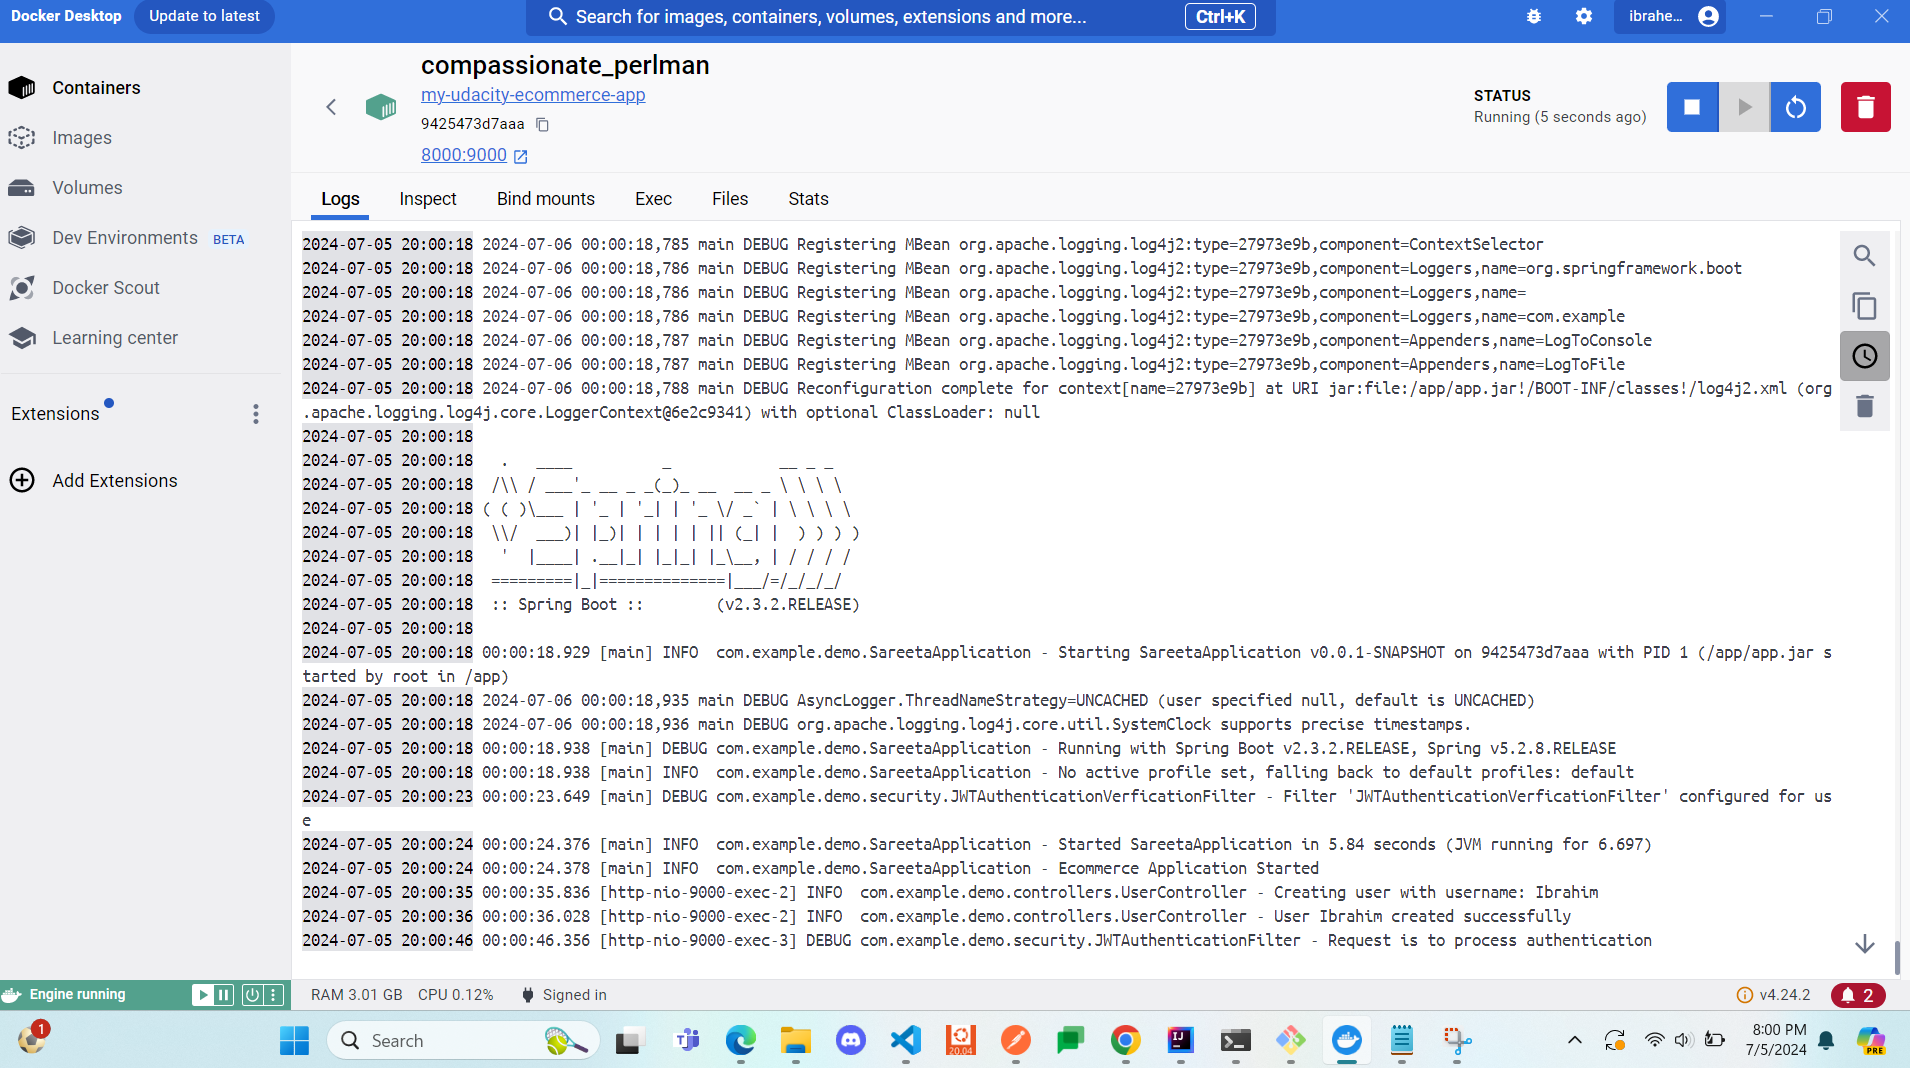 Docker Desktop Update to latest Search for images, containers, volumes, extensions and more... Ctrl+K ibrahe...
Containers
Images
Volumes
Dev Environments BETA
Docker Scout
Learning center
Extensions
Add Extensions
compassionate_perlman
my-udacity-ecommerce-app
9425473d7aaa
8000:9000
STATUS
Running (5 seconds ago)
Logs Inspect Bind mounts Exec Files Stats
2024-07-05 20:00:18 2024-07-06 00:00:18,785 main DEBUG Registering MBean org.apache.logging.log4j2:type=27973e9b,component=ContextSelector
2024-07-05 20:00:18 2024-07-06 00:00:18,786 main DEBUG Registering MBean org.apache.logging.log4j2:type=27973e9b,component=Loggers,name=org.springframework.boot
2024-07-05 20:00:18 2024-07-06 00:00:18,786 main DEBUG Registering MBean org.apache.logging.log4j2:type=27973e9b,component=Loggers,name=
2024-07-05 20:00:18 2024-07-06 00:00:18,786 main DEBUG Registering MBean org.apache.logging.log4j2:type=27973e9b,component=Loggers,name=com.example
2024-07-05 20:00:18 2024-07-06 00:00:18,787 main DEBUG Registering MBean org.apache.logging.log4j2:type=27973e9b,component=Appenders,name=LogToConsole
2024-07-05 20:00:18 2024-07-06 00:00:18,787 main DEBUG Registering MBean org.apache.logging.log4j2:type=27973e9b,component=Appenders,name=LogToFile
2024-07-05 20:00:18 2024-07-06 00:00:18,788 main DEBUG Reconfiguration complete for context[name=27973e9b] at URI jar:file:/app/app.jar!/BOOT-INF/classes!/log4j2.xml (org
.apache.logging.log4j.core.LoggerContext@6e2c9341) with optional ClassLoader: null
2024-07-05 20:00:18
2024-07-05 20:00:18   .   ____          _            __ _ _
2024-07-05 20:00:18  /\\ / ___'_ __ _ _(_)_ __  __ _ \ \ \ \
2024-07-05 20:00:18 ( ( )\___ | '_ | '_| | '_ \/ _` | \ \ \ \
2024-07-05 20:00:18  \\/  ___)| |_)| | | | | || (_| |  ) ) ) )
2024-07-05 20:00:18   '  |____| .__|_| |_|_| |_\__, | / / / /
2024-07-05 20:00:18  =========|_|==============|___/=/_/_/_/
2024-07-05 20:00:18  :: Spring Boot ::        (v2.3.2.RELEASE)
2024-07-05 20:00:18
2024-07-05 20:00:18 00:00:18.929 [main] INFO  com.example.demo.SareetaApplication - Starting SareetaApplication v0.0.1-SNAPSHOT on 9425473d7aaa with PID 1 (/app/app.jar s
tarted by root in /app)
2024-07-05 20:00:18 2024-07-06 00:00:18,935 main DEBUG AsyncLogger.ThreadNameStrategy=UNCACHED (user specified null, default is UNCACHED)
2024-07-05 20:00:18 2024-07-06 00:00:18,936 main DEBUG org.apache.logging.log4j.core.util.SystemClock supports precise timestamps.
2024-07-05 20:00:18 00:00:18.938 [main] DEBUG com.example.demo.SareetaApplication - Running with Spring Boot v2.3.2.RELEASE, Spring v5.2.8.RELEASE
2024-07-05 20:00:18 00:00:18.938 [main] INFO  com.example.demo.SareetaApplication - No active profile set, falling back to default profiles: default
2024-07-05 20:00:23 00:00:23.649 [main] DEBUG com.example.demo.security.JWTAuthenticationVerficationFilter - Filter 'JWTAuthenticationVerficationFilter' configured for us
e
2024-07-05 20:00:24 00:00:24.376 [main] INFO  com.example.demo.SareetaApplication - Started SareetaApplication in 5.84 seconds (JVM running for 6.697)
2024-07-05 20:00:24 00:00:24.378 [main] INFO  com.example.demo.SareetaApplication - Ecommerce Application Started
2024-07-05 20:00:35 00:00:35.836 [http-nio-9000-exec-2] INFO  com.example.demo.controllers.UserController - Creating user with username: Ibrahim
2024-07-05 20:00:36 00:00:36.028 [http-nio-9000-exec-2] INFO  com.example.demo.controllers.UserController - User Ibrahim created successfully
2024-07-05 20:00:46 00:00:46.356 [http-nio-9000-exec-3] DEBUG com.example.demo.security.JWTAuthenticationFilter - Request is to process authentication
Engine running RAM 3.01 GB CPU 0.12% Signed in v4.24.2 2
1 Search 20.04 IJ PRE
8:00 PM
7/5/2024